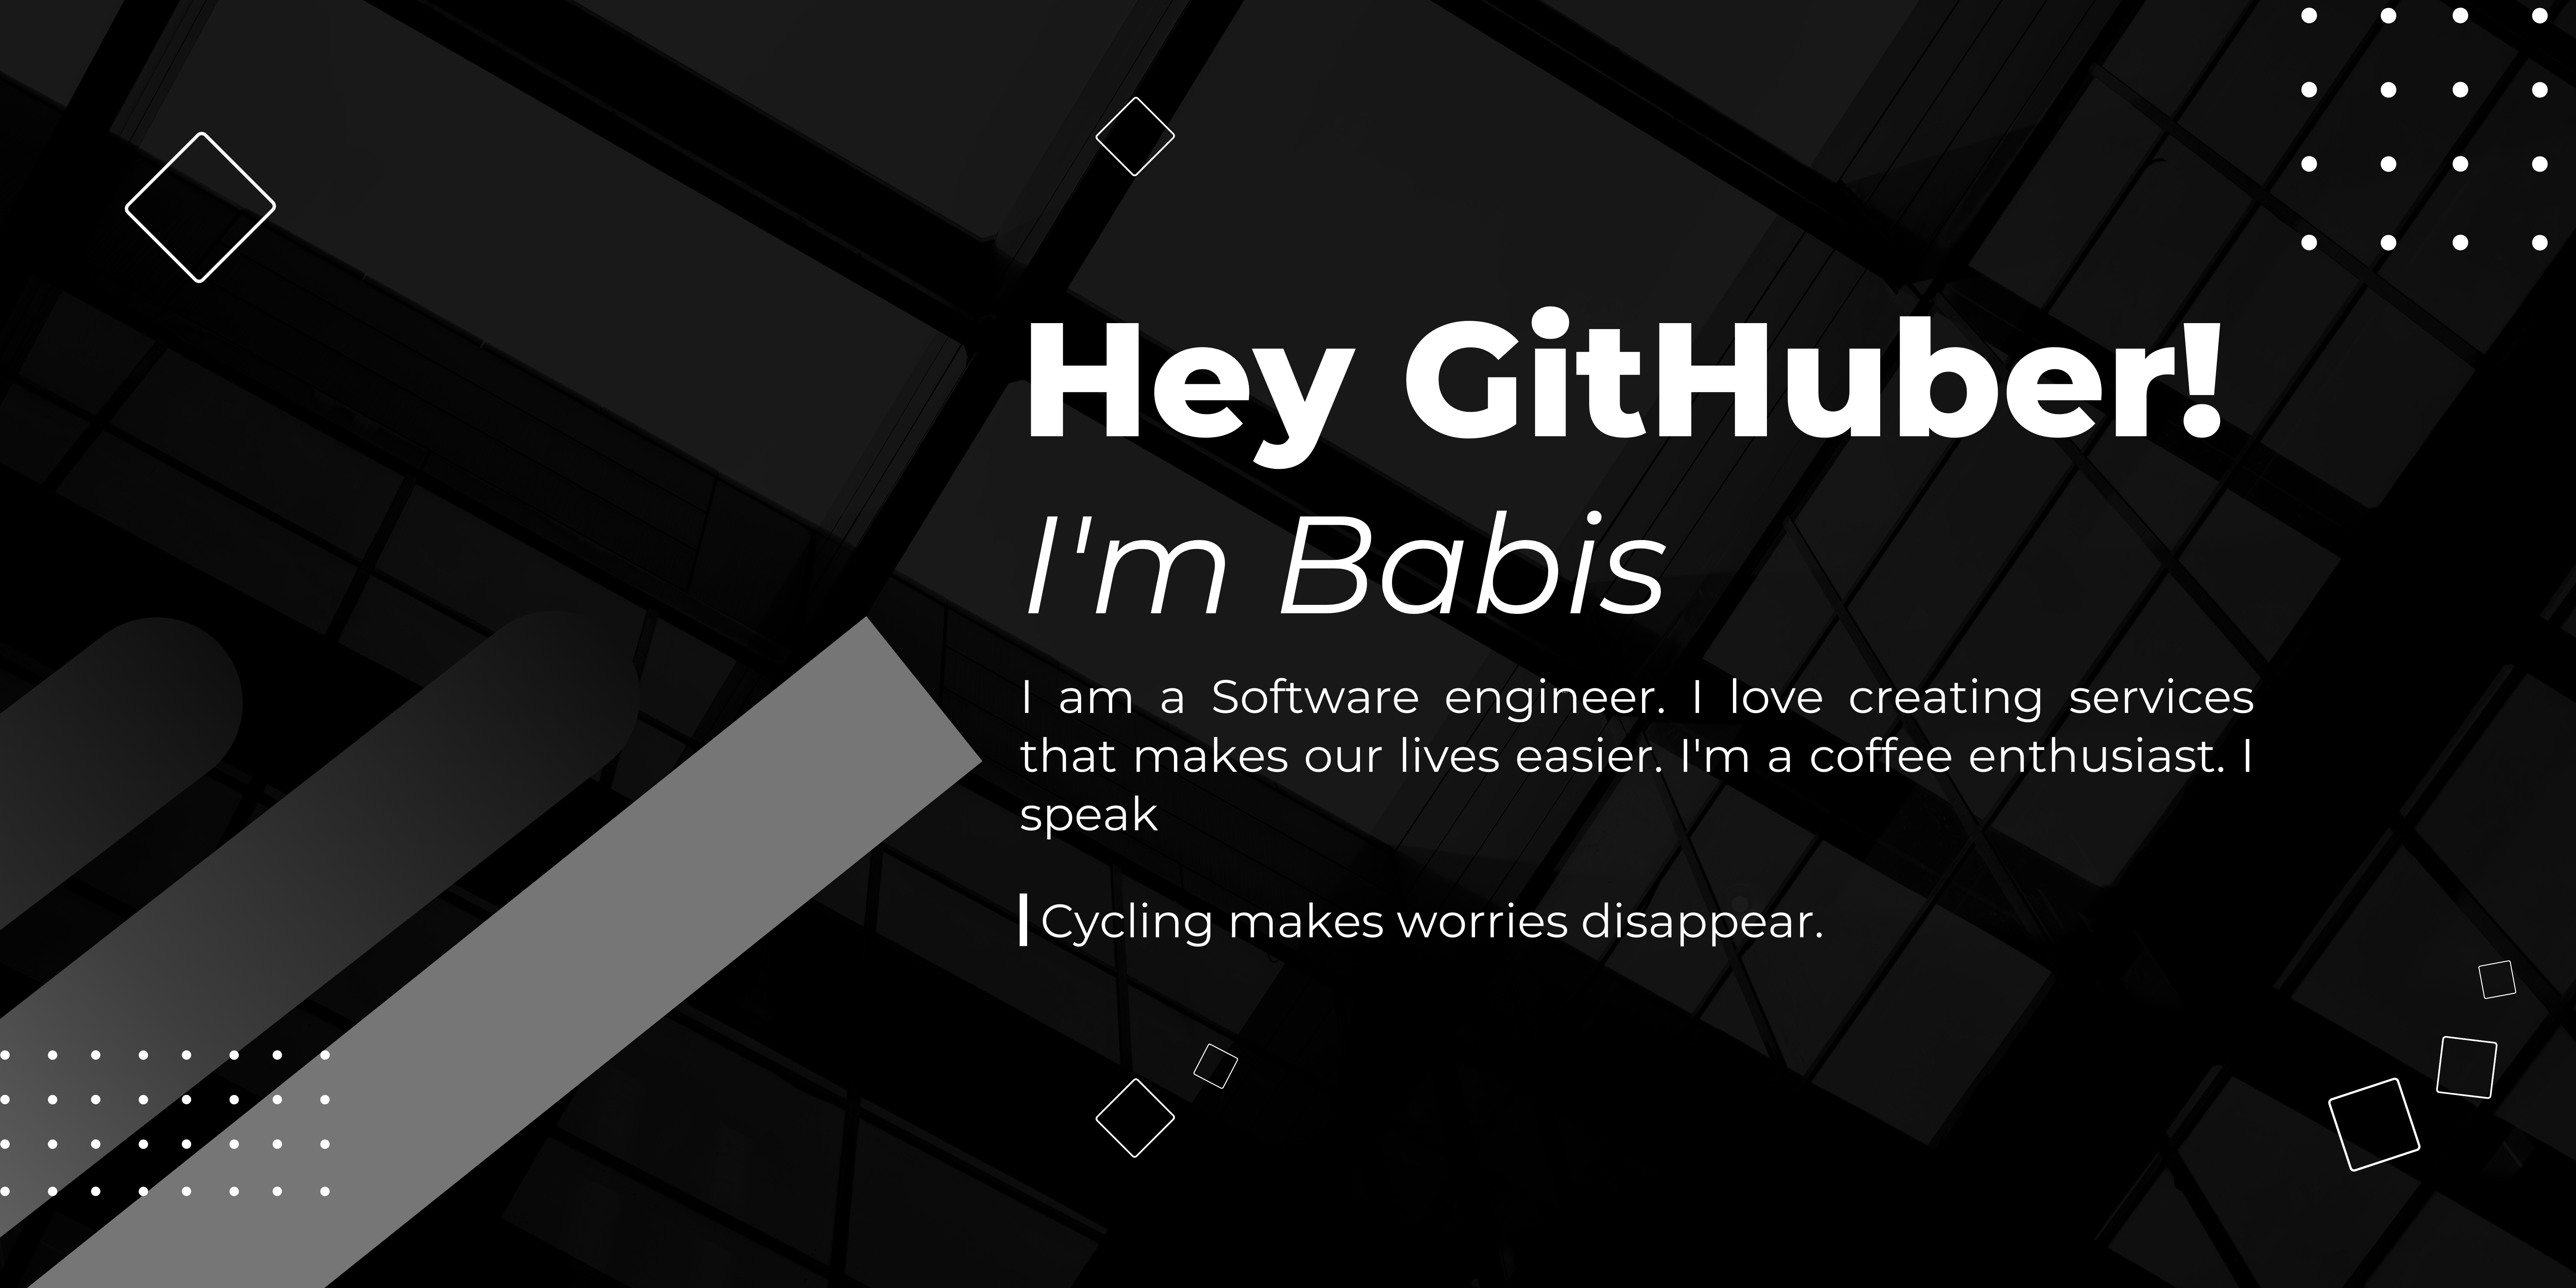 Hey GitHuber!
I'm Babis
I am a Software engineer. I love creating services
that makes our lives easier. I'm a coffee enthusiast. I
speak
Cycling makes worries disappear.